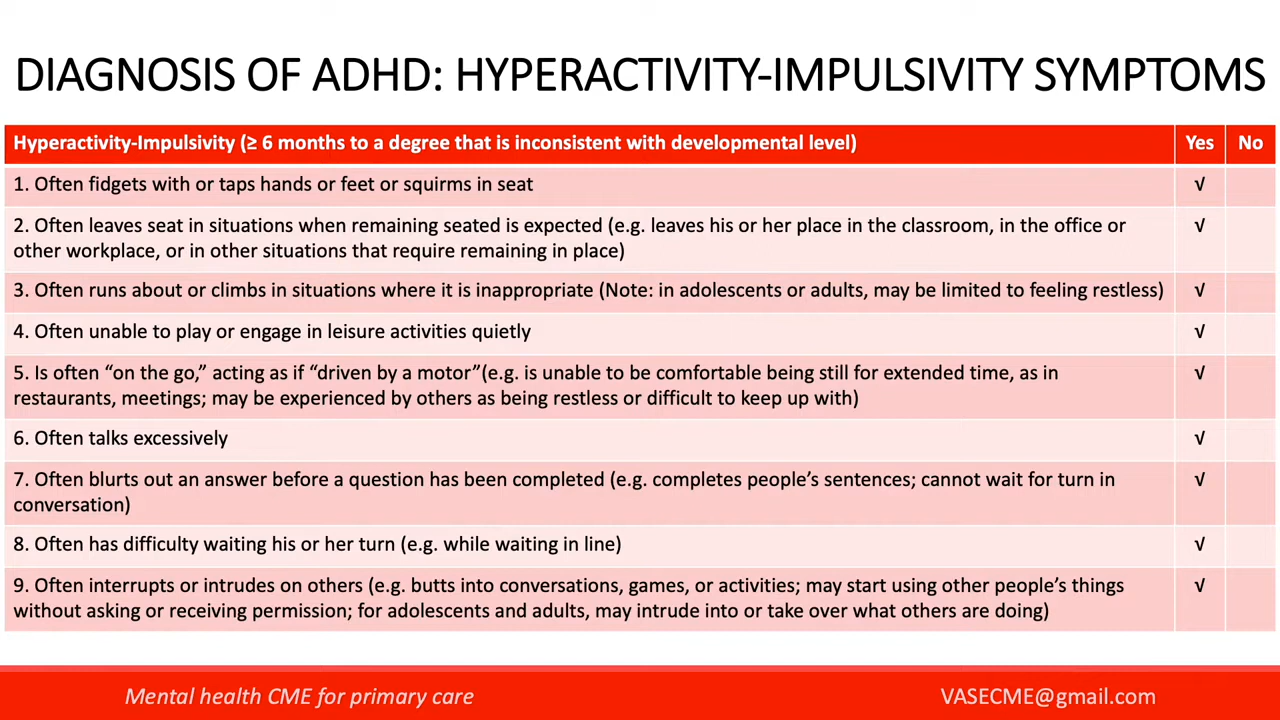 DIAGNOSIS OF ADHD: HYPERACTIVITY-IMPULSIVITY SYMPTOMS
Hyperactivity-Impulsivity (≥ 6 months to a degree that is inconsistent with developmental level) Yes No
1. Often fidgets with or taps hands or feet or squirms in seat √
2. Often leaves seat in situations when remaining seated is expected (e.g. leaves his or her place in the classroom, in the office or √
other workplace, or in other situations that require remaining in place)
3. Often runs about or climbs in situations where it is inappropriate (Note: in adolescents or adults, may be limited to feeling restless) √
4. Often unable to play or engage in leisure activities quietly √
5. Is often “on the go,” acting as if “driven by a motor”(e.g. is unable to be comfortable being still for extended time, as in √
restaurants, meetings; may be experienced by others as being restless or difficult to keep up with)
6. Often talks excessively √
7. Often blurts out an answer before a question has been completed (e.g. completes people’s sentences; cannot wait for turn in √
conversation)
8. Often has difficulty waiting his or her turn (e.g. while waiting in line) √
9. Often interrupts or intrudes on others (e.g. butts into conversations, games, or activities; may start using other people’s things √
without asking or receiving permission; for adolescents and adults, may intrude into or take over what others are doing)
Mental health CME for primary care VASECME@gmail.com